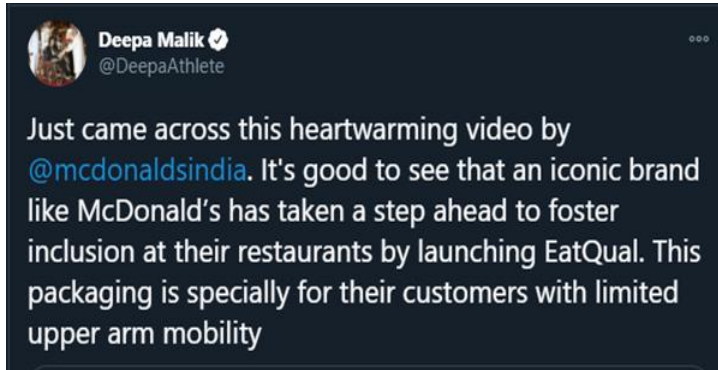 Deepa Malik
@DeepaAthlete
Just came across this heartwarming video by
@mcdonaldsindia. It's good to see that an iconic brand
like McDonald’s has taken a step ahead to foster
inclusion at their restaurants by launching EatQual. This
packaging is specially for their customers with limited
upper arm mobility